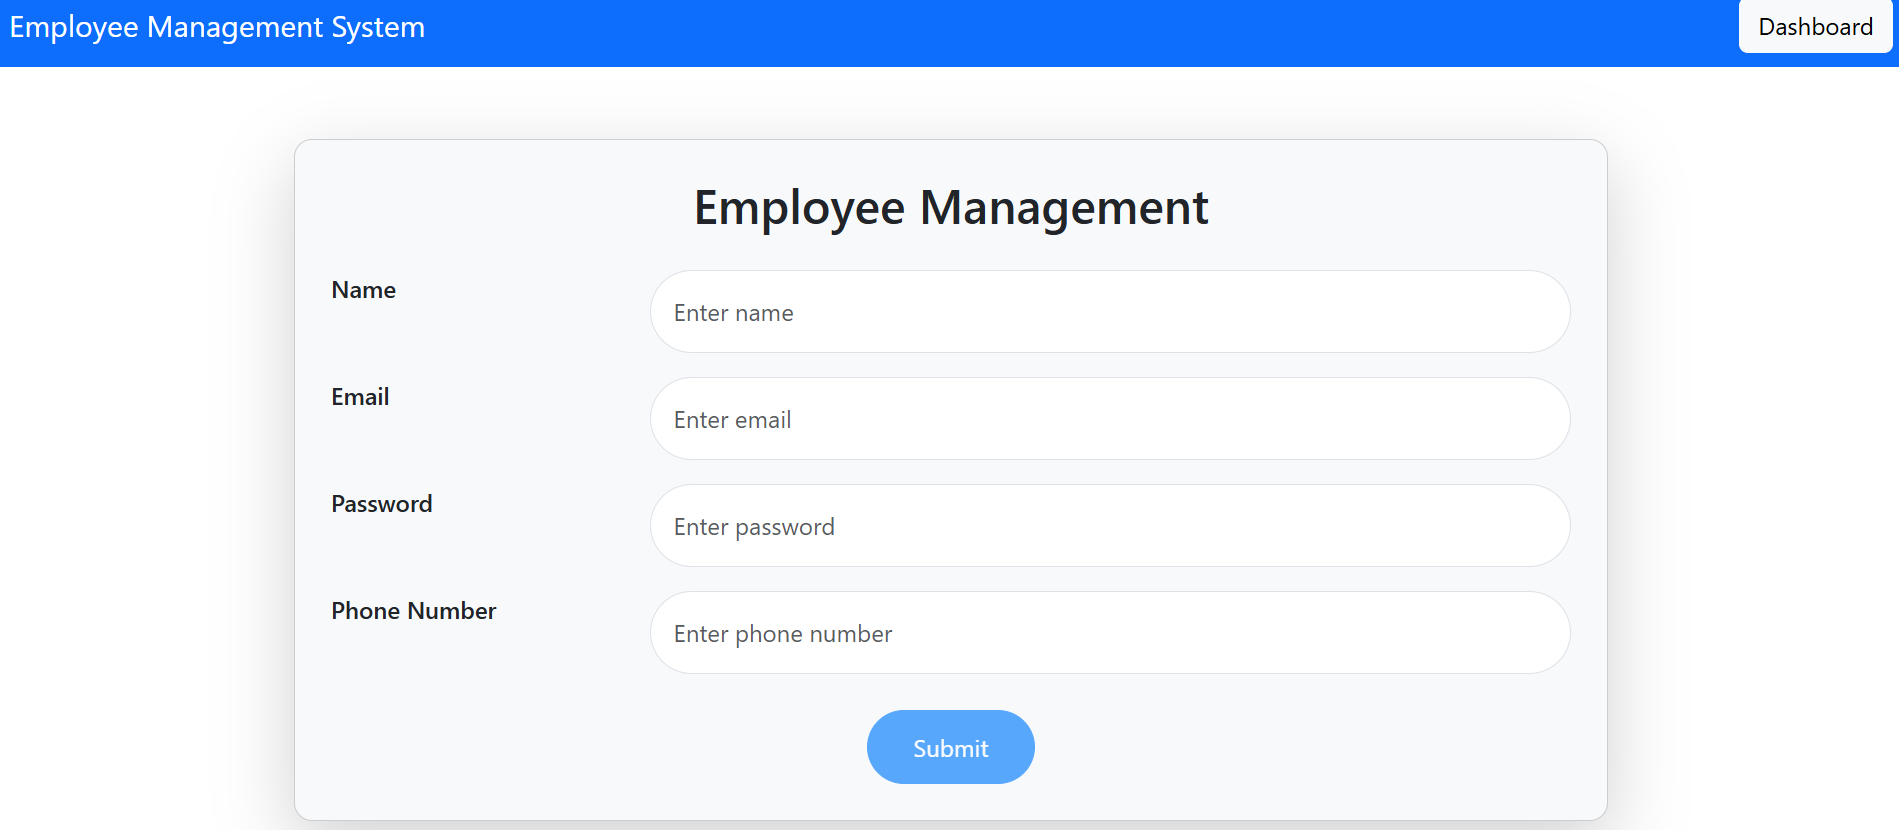 Employee Management System
Dashboard
Employee Management
Name
Enter name
Email
Enter email
Password
Enter password
Phone Number
Enter phone number
Submit